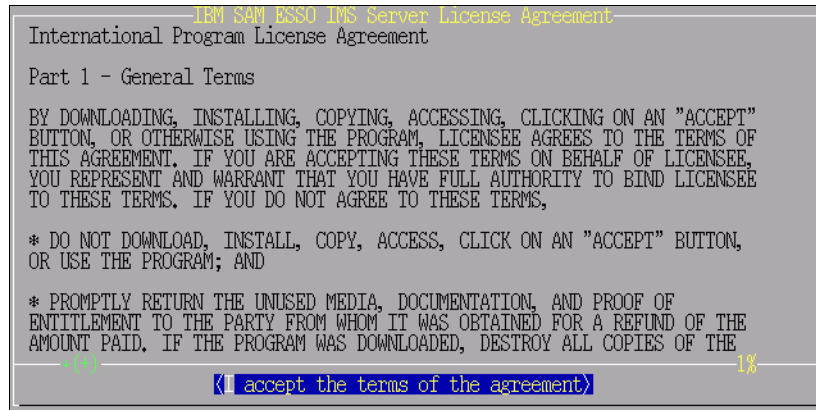 IBM SAM ESSO IMS Server License Agreement
International Program License Agreement
Part 1 - General Terms
BY DOWNLOADING, INSTALLING, COPYING, ACCESSING, CLICKING ON AN "ACCEPT"
BUTTON, OR OTHERWISE USING THE PROGRAM, LICENSEE AGREES TO THE TERMS OF
THIS AGREEMENT. IF YOU ARE ACCEPTING THESE TERMS ON BEHALF OF LICENSEE,
YOU REPRESENT AND WARRANT THAT YOU HAVE FULL AUTHORITY TO BIND LICENSEE
TO THESE TERMS. IF YOU DO NOT AGREE TO THESE TERMS,
* DO NOT DOWNLOAD, INSTALL, COPY, ACCESS, CLICK ON AN "ACCEPT" BUTTON,
OR USE THE PROGRAM; AND
* PROMPTLY RETURN THE UNUSED MEDIA, DOCUMENTATION, AND PROOF OF
ENTITLEMENT TO THE PARTY FROM WHOM IT WAS OBTAINED FOR A REFUND OF THE
AMOUNT PAID. IF THE PROGRAM WAS DOWNLOADED, DESTROY ALL COPIES OF THE
(+) 1%
<I accept the terms of the agreement>